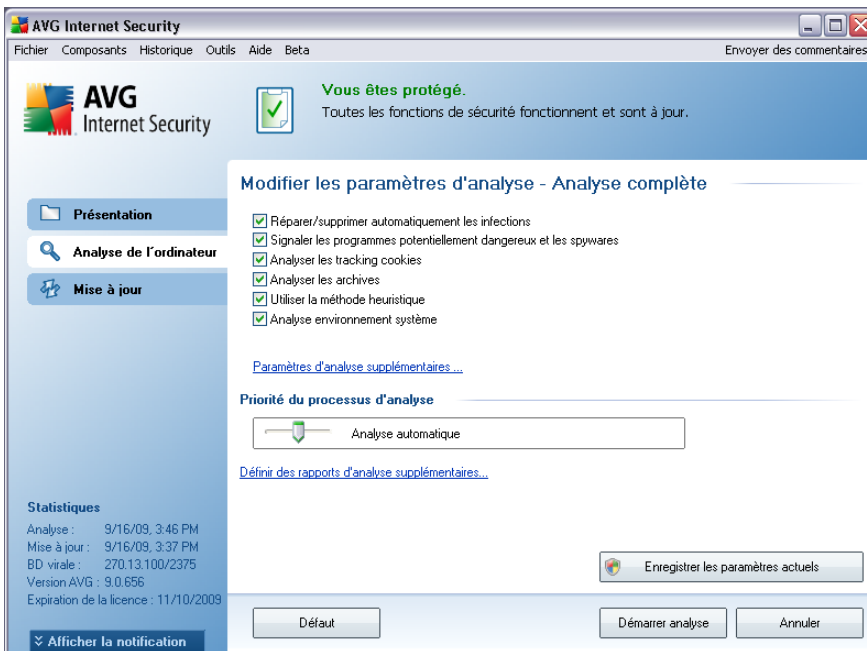 AVG Internet Security
Fichier Composants Historique Outils Aide Beta
Envoyer des commentaires
AVG
Internet Security
Vous êtes protégé.
Toutes les fonctions de sécurité fonctionnent et sont à jour.
Présentation
Analyse de l'ordinateur
Mise à jour
Modifier les paramètres d'analyse - Analyse complète
Réparer/supprimer automatiquement les infections
Signaler les programmes potentiellement dangereux et les spywares
Analyser les tracking cookies
Analyser les archives
Utiliser la méthode heuristique
Analyse environnement système
Paramètres d'analyse supplémentaires ...
Priorité du processus d'analyse
Analyse automatique
Définir des rapports d'analyse supplémentaires...
Statistiques
Analyse : 9/16/09, 3:46 PM
Mise à jour : 9/16/09, 3:37 PM
BD virale : 270.13.100/2375
Version AVG : 9.0.656
Expiration de la licence : 11/10/2009
Afficher la notification
Enregistrer les paramètres actuels
Défaut
Démarrer analyse
Annuler